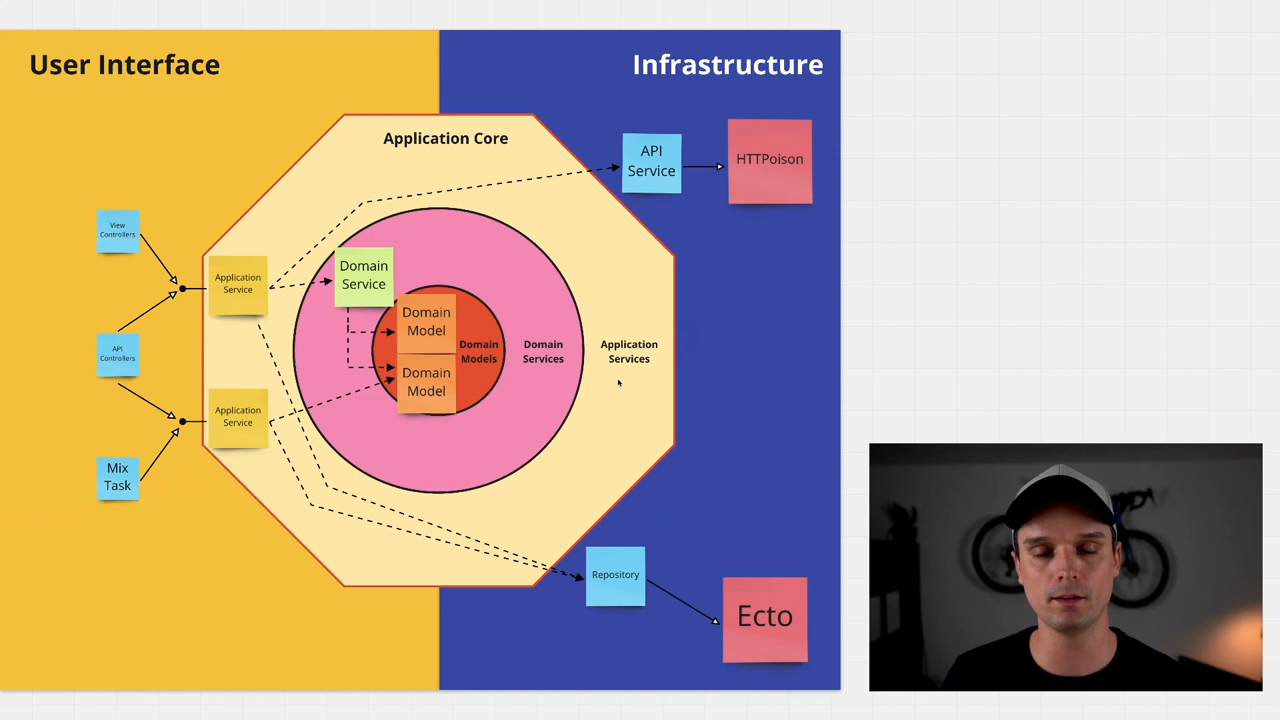 User Interface
Infrastructure
Application Core
API
Service
HTTPoison
View
Controllers
Application
Service
Domain
Service
Domain
Model
API
Controllers
Domain
Models
Domain
Services
Application
Services
Domain
Model
Application
Service
Mix
Task
Repository
Ecto